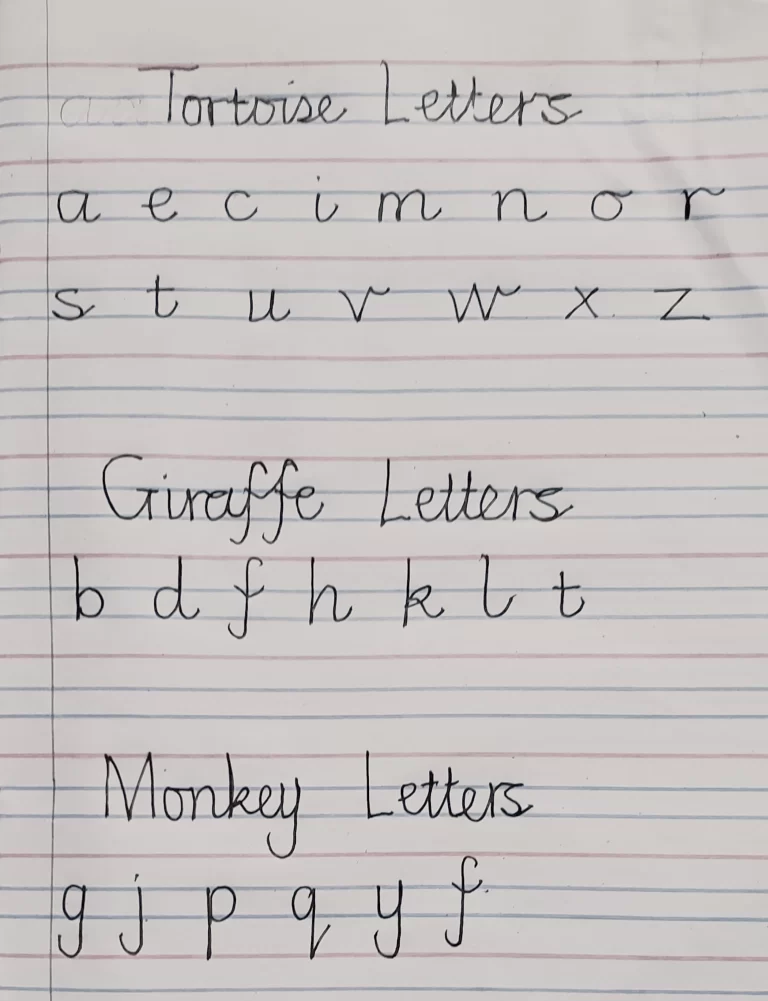 Tortoise Letters
a e c i m n o r
s t u v w x z
Giraffe Letters
b d f h k l t
Monkey Letters
g j p q y f